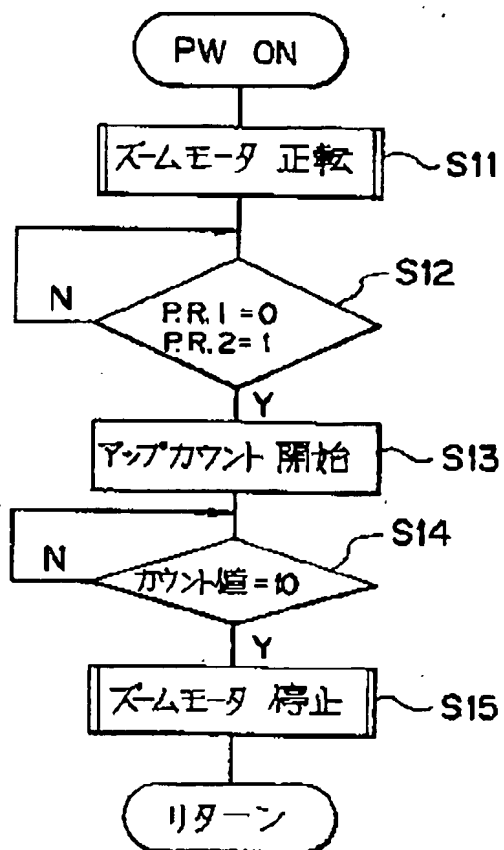 PW ON
ズームモータ 正転
S11
S12
N
P.R.1=0
P.R.2=1
Y
アップカウント 開始
S13
S14
N
カウント値=10
Y
ズームモータ 停止
S15
リターン